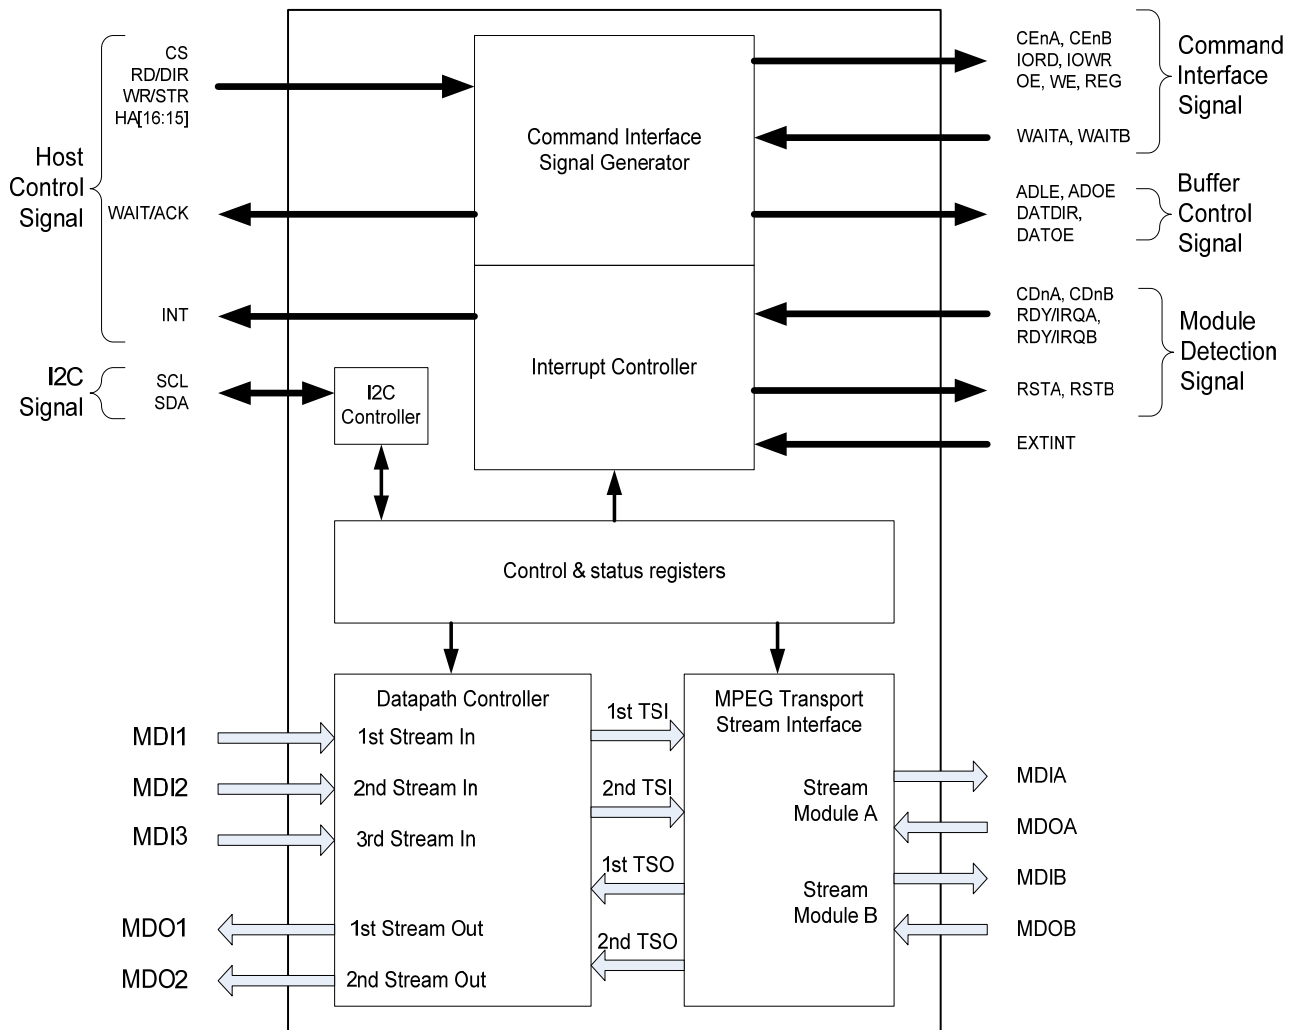 CS
RD/DIR
WR/STR
HA[16:15]
Host
Control
Signal
WAIT/ACK
INT
I2C
Signal
SCL
SDA
Command Interface
Signal Generator
Interrupt Controller
I2C
Controller
CEnA, CEnB
IORD, IOWR
OE, WE, REG
WAITA, WAITB
Command
Interface
Signal
ADLE, ADOE
DATDIR,
DATOE
Buffer
Control
Signal
CDnA, CDnB
RDY/IRQA,
RDY/IRQB
RSTA, RSTB
Module
Detection
Signal
EXTINT
Control & status registers
Datapath Controller
MDI1
1st Stream In
MDI2
2nd Stream In
MDI3
3rd Stream In
MDO1
1st Stream Out
MDO2
2nd Stream Out
1st TSI
2nd TSI
1st TSO
2nd TSO
MPEG Transport
Stream Interface
Stream
Module A
Stream
Module B
MDIA
MDOA
MDIB
MDOB